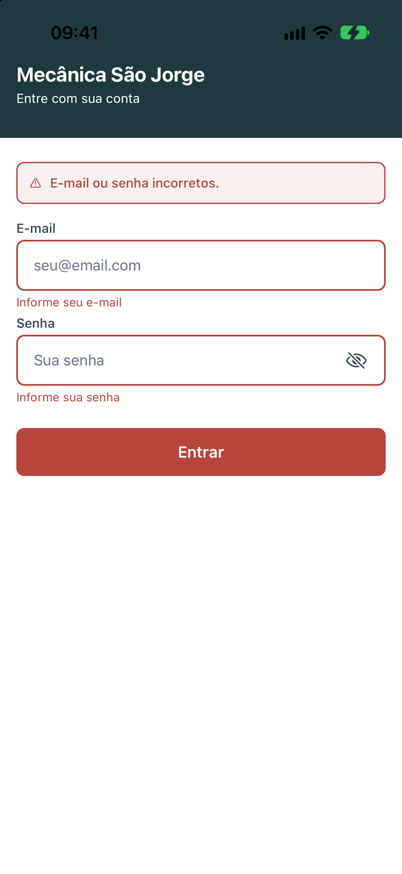 09:41
Mecânica São Jorge
Entre com sua conta
E-mail ou senha incorretos.
E-mail
seu@email.com
Informe seu e-mail
Senha
Sua senha
Informe sua senha
Entrar